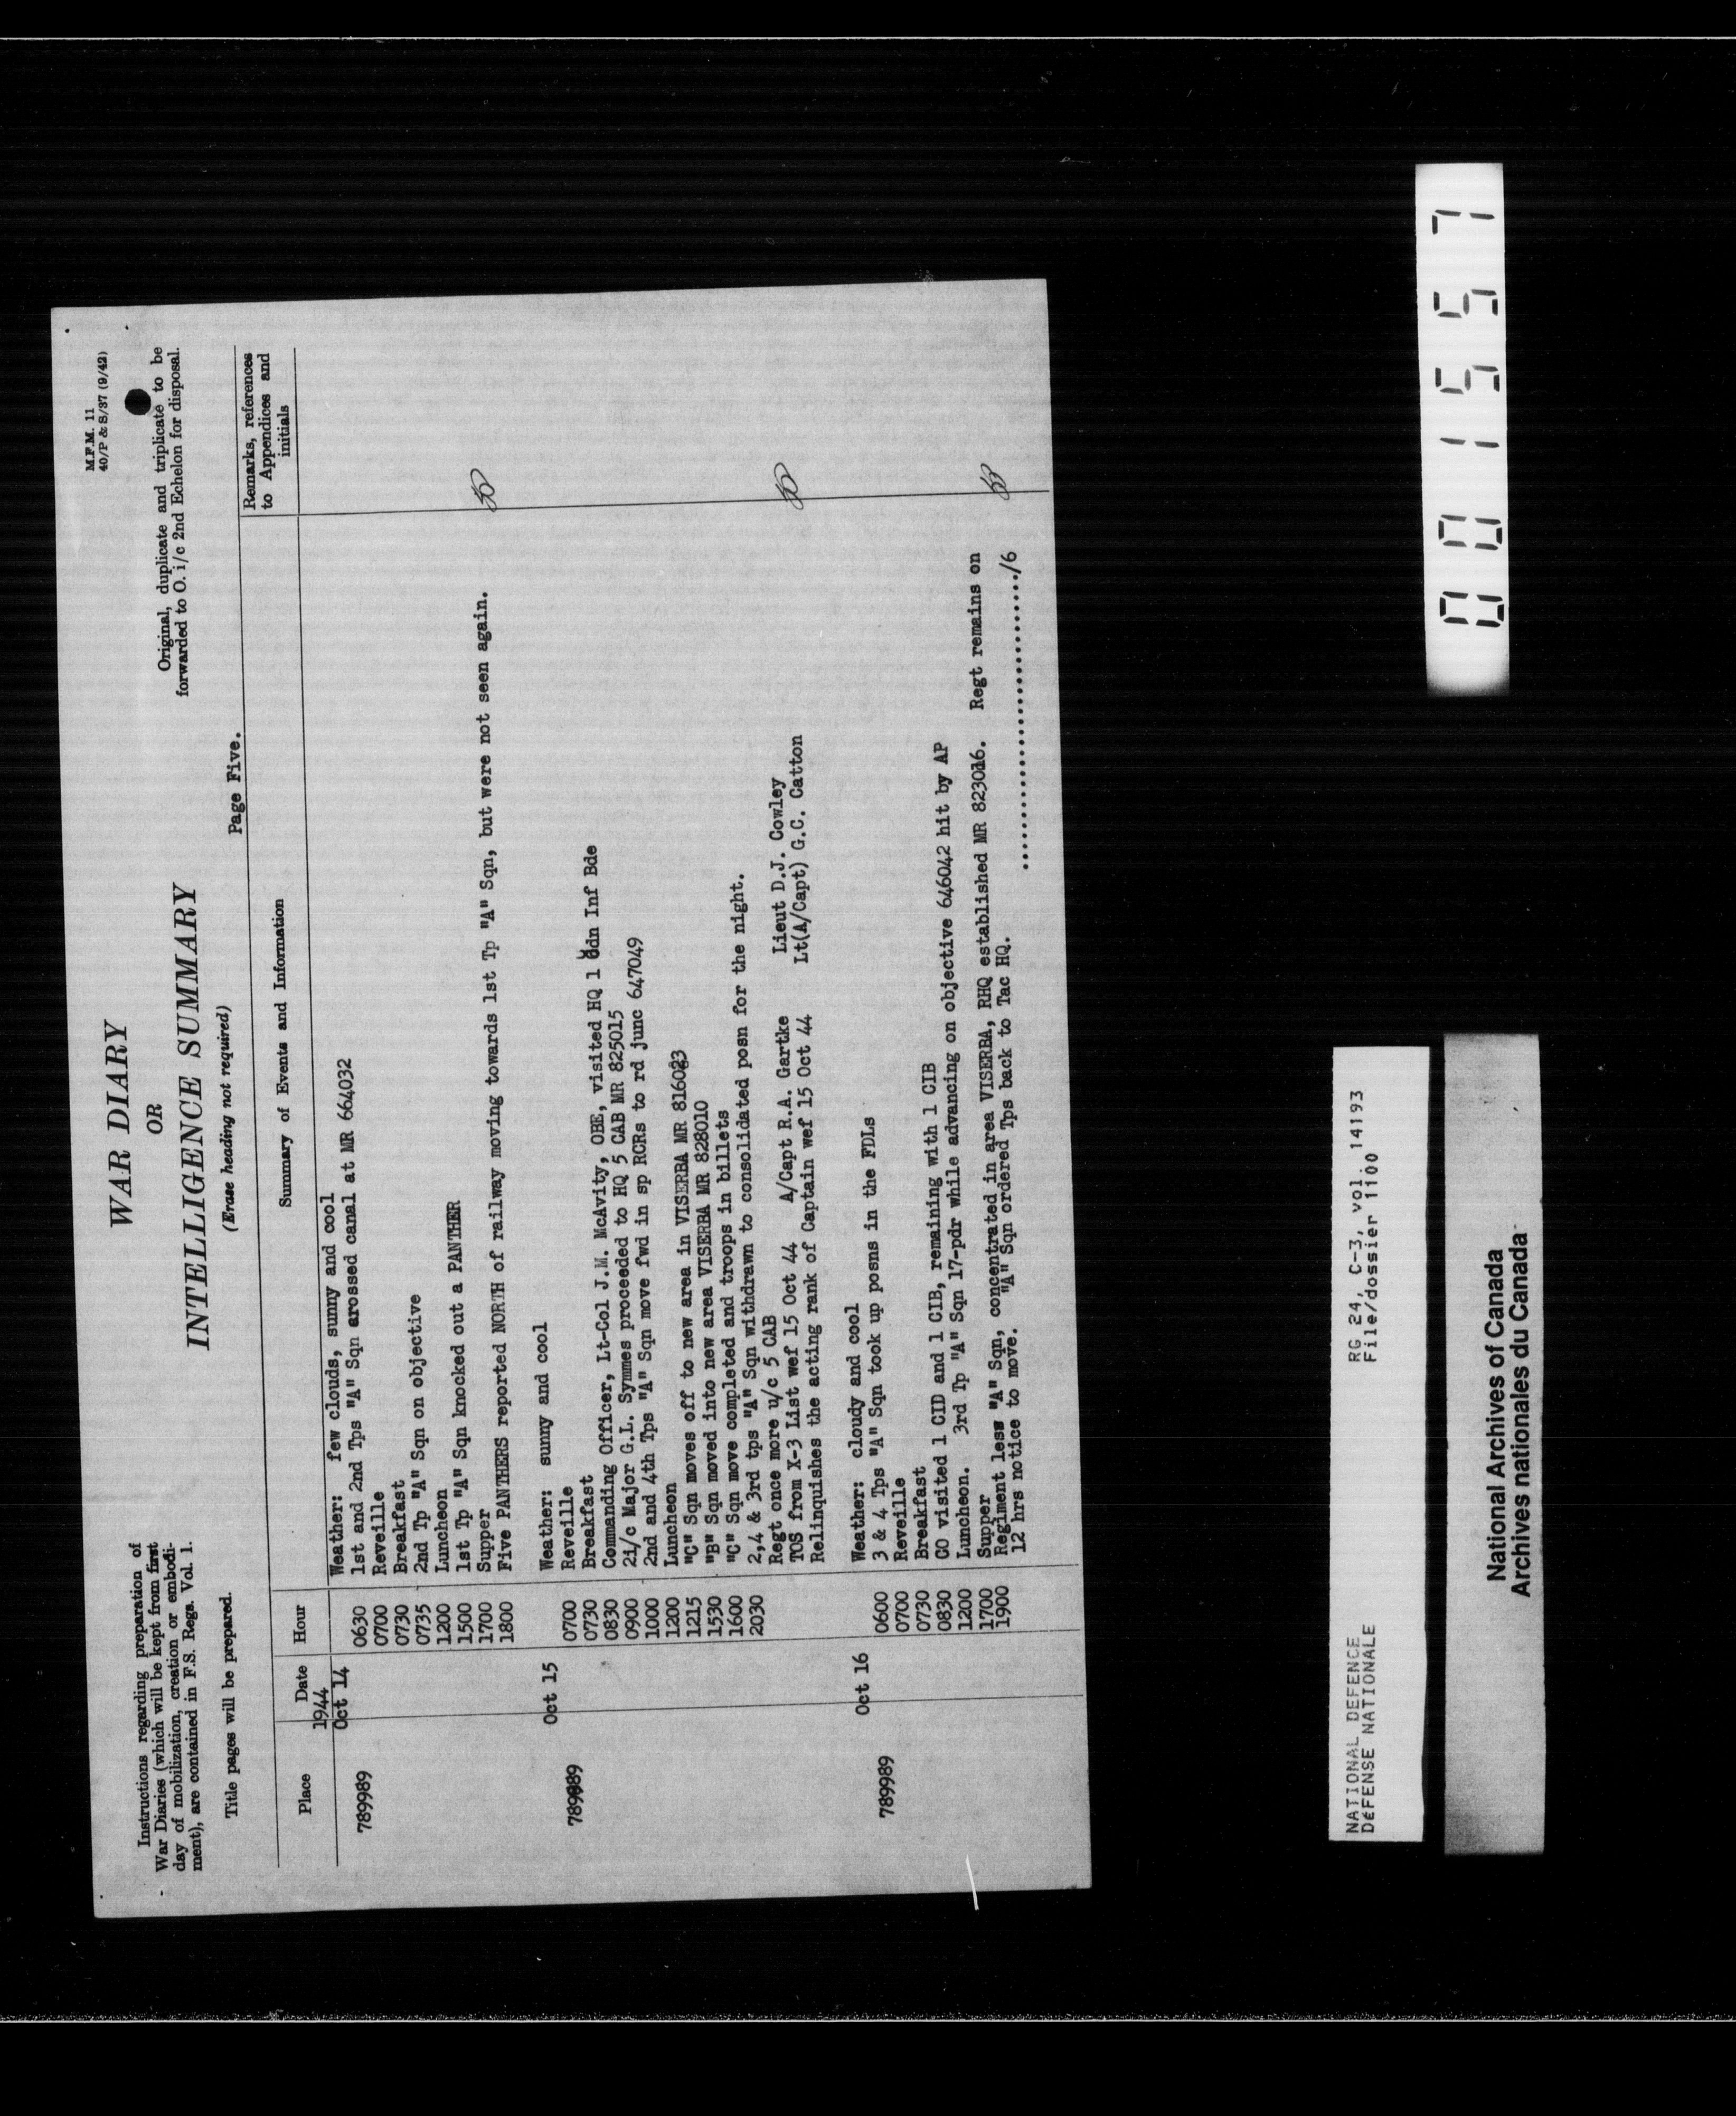 M.F.M. 11
40/P & S/37 (9/42)
WAR DIARY
OR
INTELLIGENCE SUMMARY
(Erase heading not required)
Instructions regarding preparation of
War Diaries (which will be kept from first
day of mobilization, creation or embodi-
ment), are contained in F.S. Regs. Vol. 1.
Title pages will be prepared.
Original, duplicate and triplicate to be
forwarded to O. i/c 2nd Echelon for disposal.
Page Five.
Place Date Hour Summary of Events and Information Remarks, references to Appendices and initials
1944
Oct 14 Weather: few clouds, sunny and cool
789989 0630 1st and 2nd Tps "A" Sqn arossed canal at MR 664032
0700 Reveille
0730 Breakfast
0735 2nd Tp "A" Sqn on objective
1200 Luncheon
1500 1st Tp "A" Sqn knocked out a PANTHER
1700 Supper
1800 Five PANTHERS reported NORTH of railway moving towards 1st Tp "A" Sqn, but were not seen again.
Oct 15 Weather: sunny and cool
789989 0700 Reveille
0730 Breakfast
0830 Commanding Officer, Lt-Col J.M. McAvity, OBE, visited HQ 1 Cdn Inf Bde
0900 2i/c Major G.L. Symmes proceeded to HQ 5 CAB MR 825015
1000 2nd and 4th Tps "A" Sqn move fwd in sp RCRs to rd junc 647049
1200 Luncheon
1215 "C" Sqn moves off to new area in VISERBA MR 816023
1530 "B" Sqn moved into new area VISERBA MR 828010
1600 "C" Sqn move completed and troops in billets
2030 2,4 & 3rd tps "A" Sqn withdrawn to consolidated posn for the night.
Regt once more u/c 5 CAB
TOS from X-3 List wef 15 Oct 44 A/Capt R.A. Gartke Lieut D.J. Cowley
Relinquishes the acting rank of Captain wef 15 Oct 44 Lt(A/Capt) G.C. Catton
Oct 16 Weather: cloudy and cool
789989 0600 3 & 4 Tps "A" Sqn took up posns in the FDLs
0700 Reveille
0730 Breakfast
0830 CO visited 1 CID and 1 CIB, remaining with 1 CIB
1200 Luncheon. 3rd Tp "A" Sqn 17-pdr while advancing on objective 646042 hit by AP
1700 Supper
1900 Regiment less "A" Sqn, concentrated in area VISERBA, RHQ established MR 823016. Regt remains on
12 hrs notice to move. "A" Sqn ordered Tps back to Tac HQ.
............................../6
NATIONAL DEFENCE
DÉFENSE NATIONALE
RG 24, C-3, vol. 14193
File/dossier 1100
National Archives of Canada
Archives nationales du Canada
001557